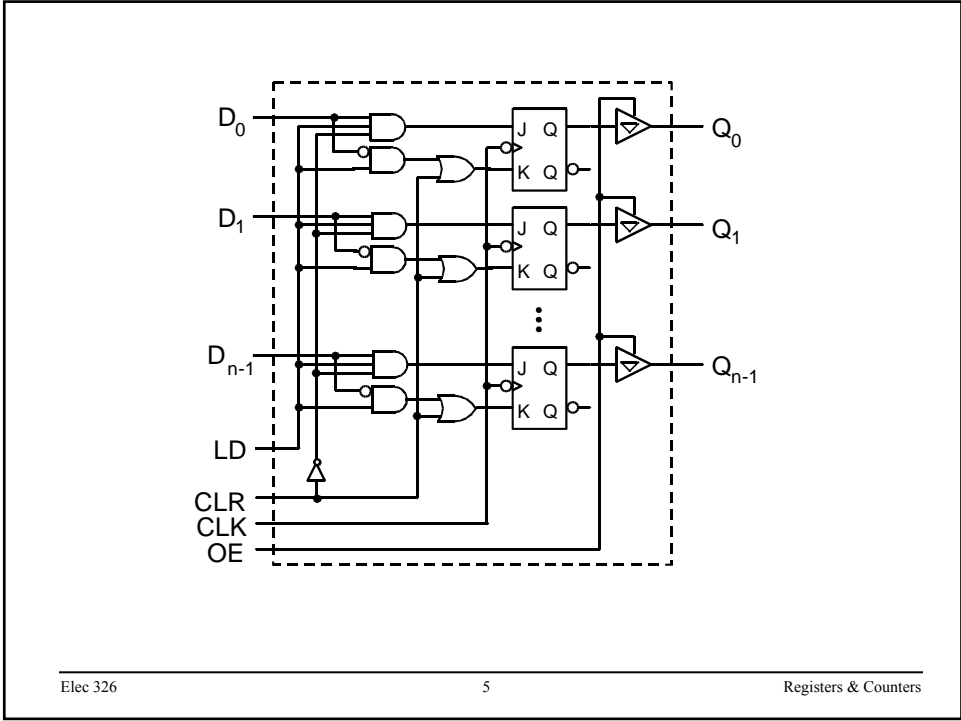 D0
J Q
Q0
K Q
D1
J Q
Q1
K Q
Dn-1
J Q
Qn-1
K Q
LD
CLR
CLK
OE
Elec 326 5 Registers & Counters